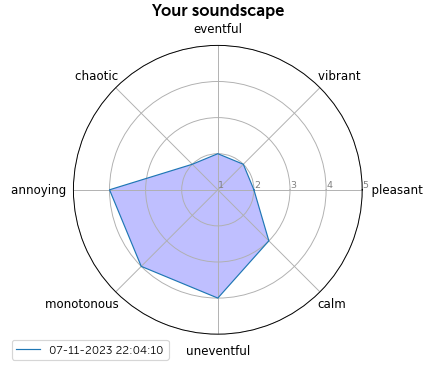 Your soundscape
eventful
chaotic
vibrant
annoying
1 2 3 4 5
pleasant
monotonous
calm
uneventful
07-11-2023 22:04:10